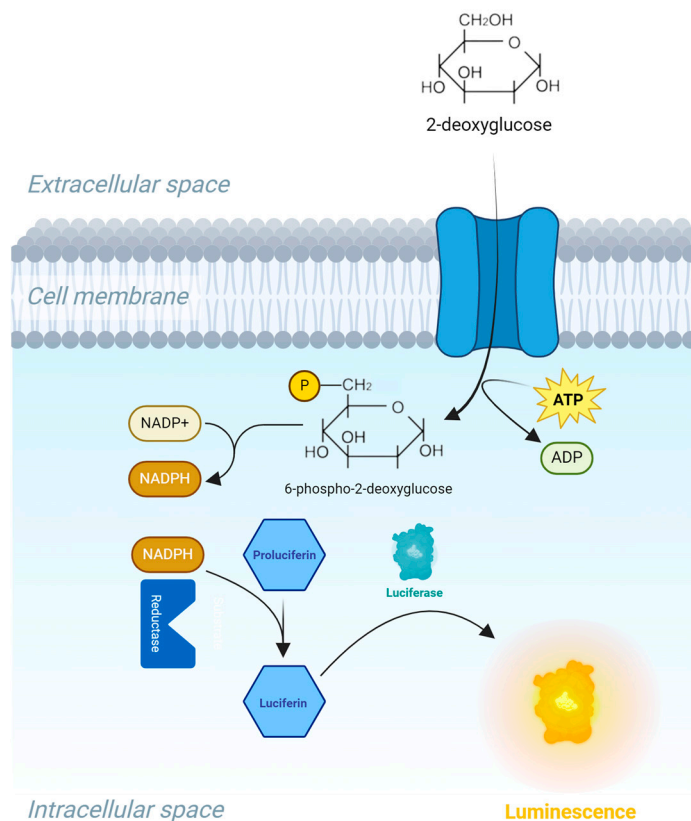 CH₂OH
O
OH
HO
OH
2-deoxyglucose
Extracellular space
Cell membrane
P
CH₂
O
ATP
NADP+
OH
HO
OH
ADP
NADPH
6-phospho-2-deoxyglucose
NADPH
Proluciferin
Luciferase
Reductase
Luciferin
Intracellular space
Luminescence